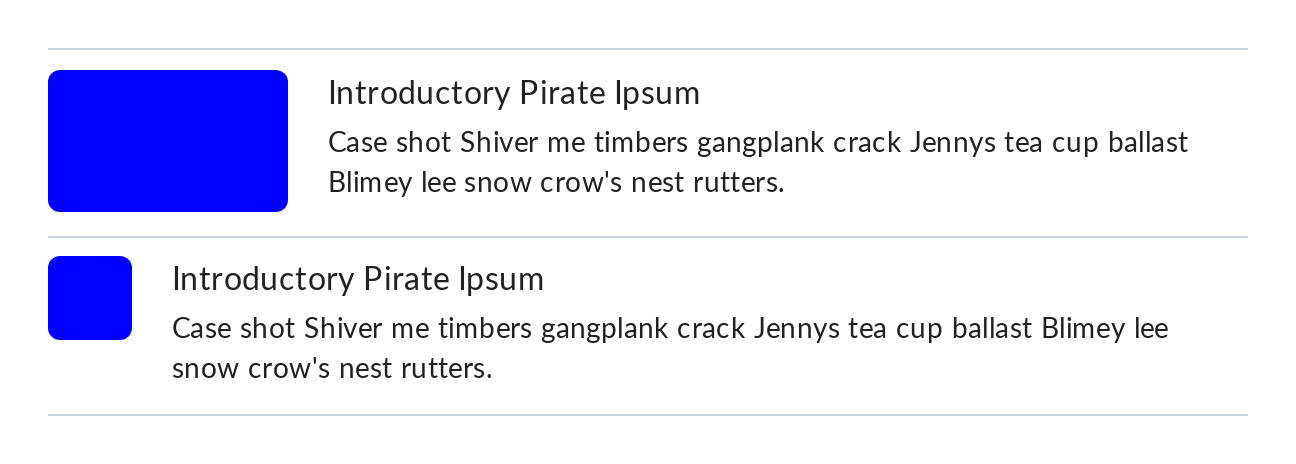 Introductory Pirate Ipsum
Case shot Shiver me timbers gangplank crack Jennys tea cup ballast
Blimey lee snow crow's nest rutters.
Introductory Pirate Ipsum
Case shot Shiver me timbers gangplank crack Jennys tea cup ballast Blimey lee
snow crow's nest rutters.